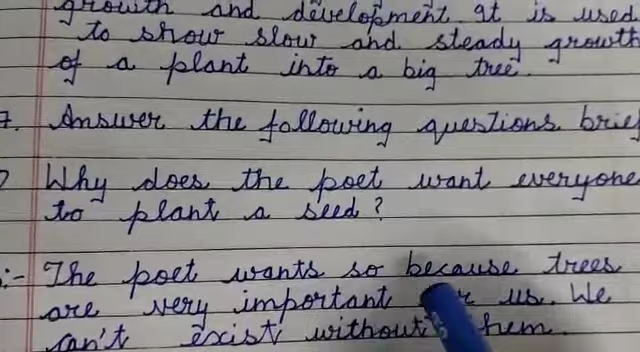 growth and development. It is used
to show slow and steady growth
of a plant into a big tree.
7. Answer the following questions brief
Why does the poet want everyone
to plant a seed?
:- The poet wants so because trees
are very important us. We
can't exist without them.